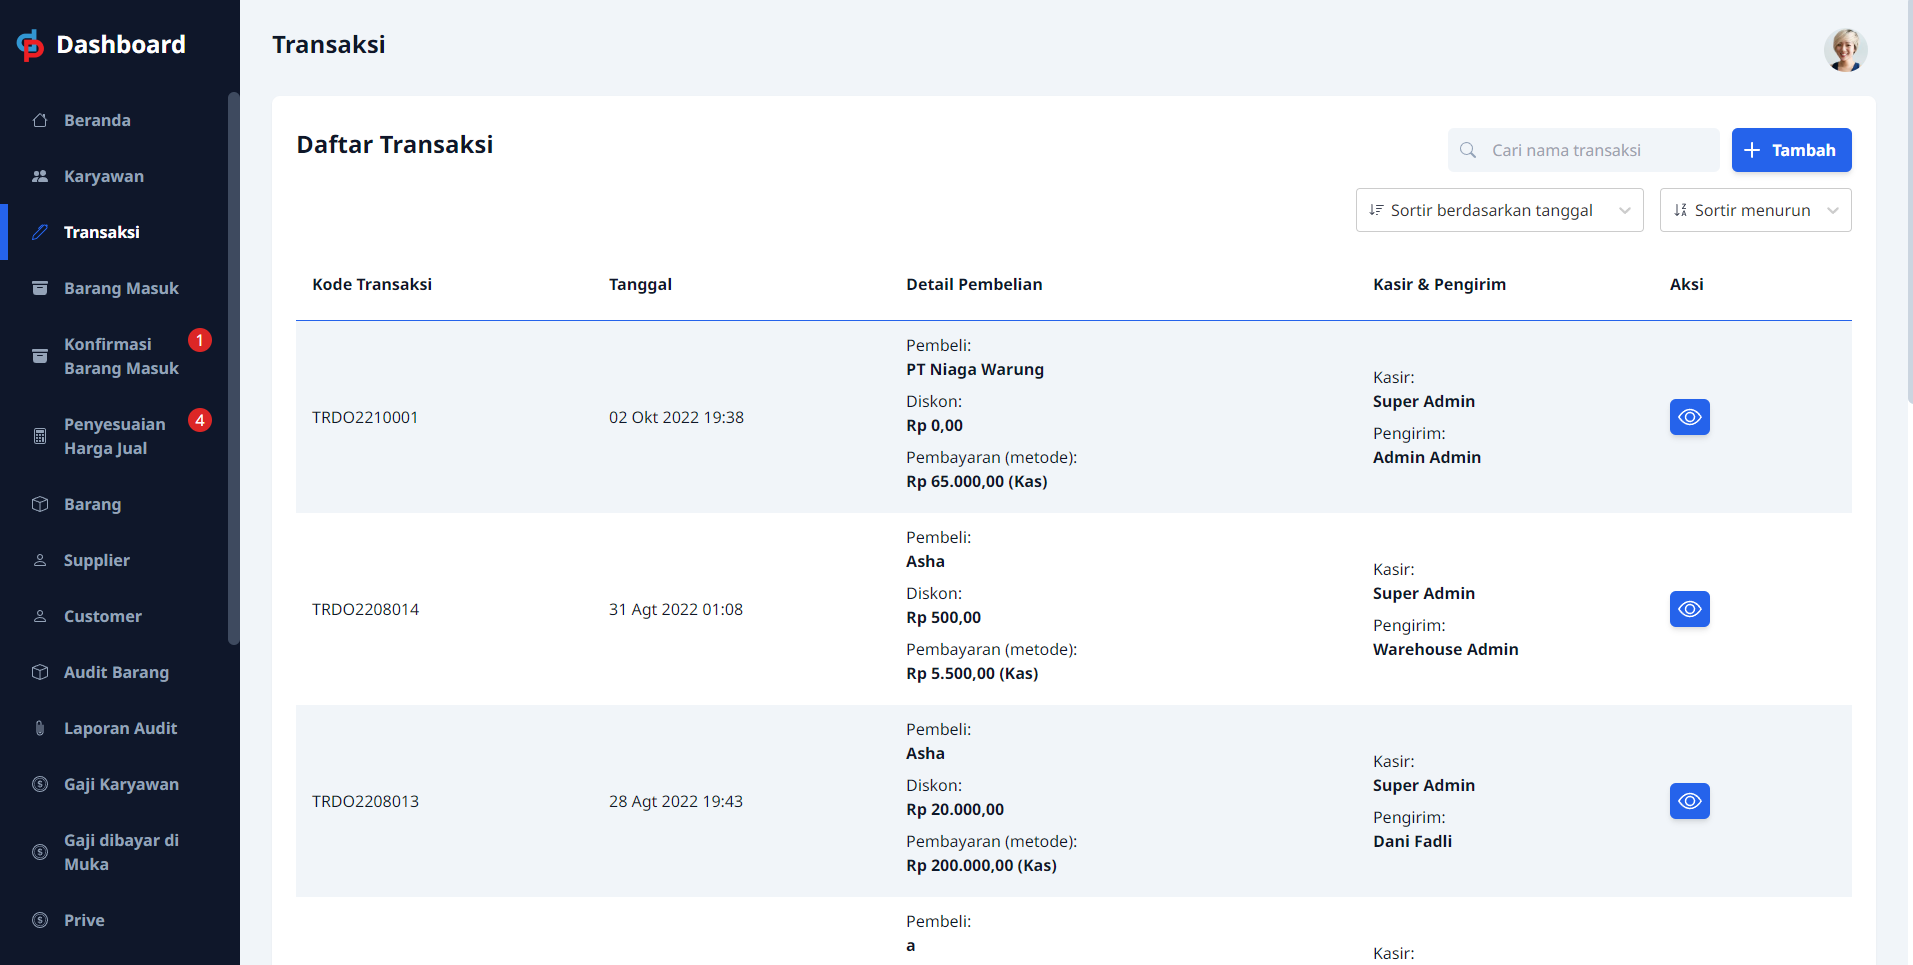 Dashboard
Beranda
Karyawan
Transaksi
Barang Masuk
Konfirmasi
Barang Masuk
1
Penyesuaian
Harga Jual
4
Barang
Supplier
Customer
Audit Barang
Laporan Audit
Gaji Karyawan
Gaji dibayar di
Muka
Prive
Transaksi
Daftar Transaksi
Cari nama transaksi
Tambah
Sortir berdasarkan tanggal
Sortir menurun
Kode Transaksi Tanggal Detail Pembelian Kasir & Pengirim Aksi
TRDO2210001
02 Okt 2022 19:38
Pembeli:
PT Niaga Warung
Diskon:
Rp 0,00
Pembayaran (metode):
Rp 65.000,00 (Kas)
Kasir:
Super Admin
Pengirim:
Admin Admin
TRDO2208014
31 Agt 2022 01:08
Pembeli:
Asha
Diskon:
Rp 500,00
Pembayaran (metode):
Rp 5.500,00 (Kas)
Kasir:
Super Admin
Pengirim:
Warehouse Admin
TRDO2208013
28 Agt 2022 19:43
Pembeli:
Asha
Diskon:
Rp 20.000,00
Pembayaran (metode):
Rp 200.000,00 (Kas)
Kasir:
Super Admin
Pengirim:
Dani Fadli
Pembeli:
a
Kasir: